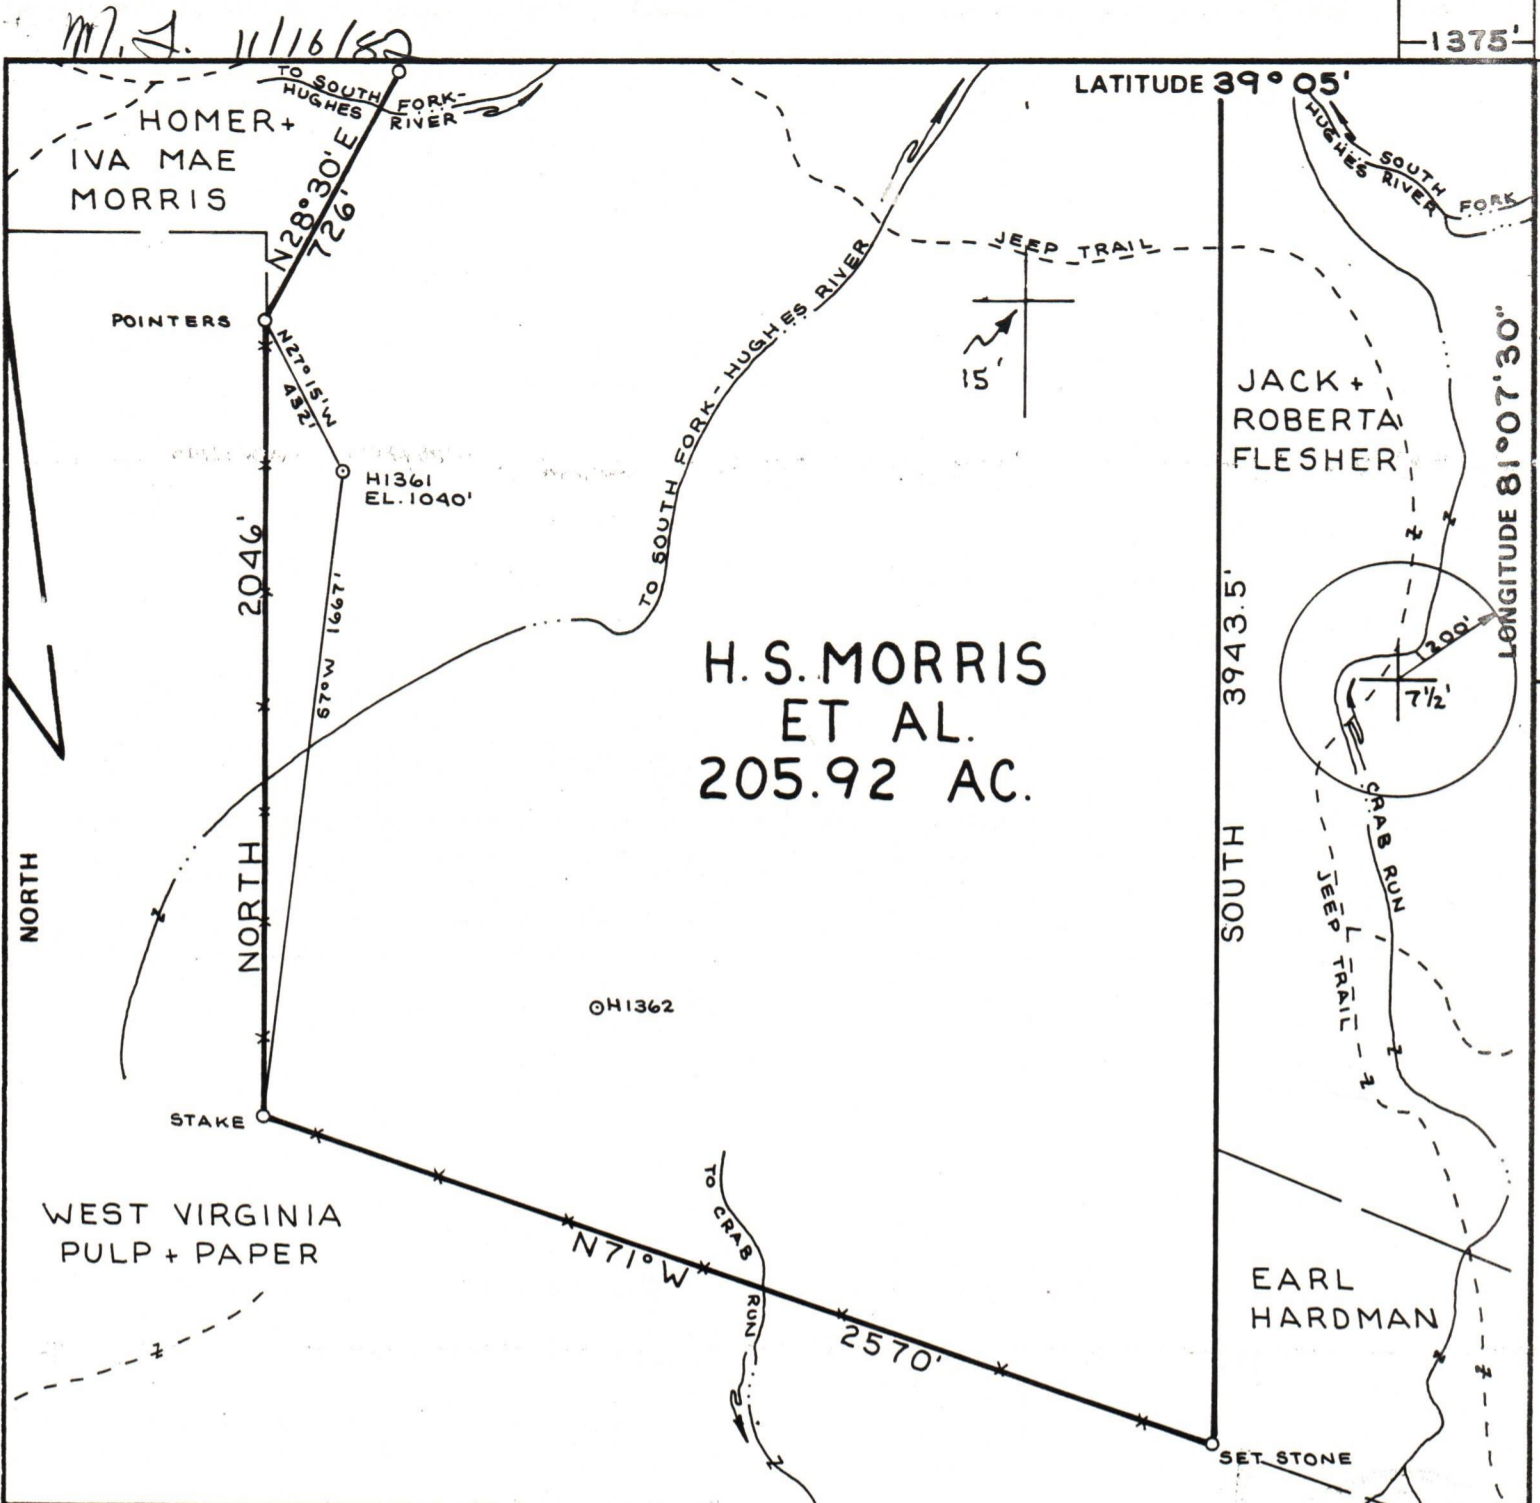 M. J. 11/16/82
1375'
LATITUDE 39° 05'
TO SOUTH FORK-
HUGHES RIVER
HOMER+
IVA MAE
MORRIS
N28°30'E
726'
HUGHES RIVER
SOUTH FORK
JEEP TRAIL
POINTERS
N27°15'W
432'
15'
TO SOUTH FORK - HUGHES RIVER
JACK +
ROBERTA
FLESHER
LONGITUDE 81°07'30"
H1361
EL.1040'
NORTH 2046'
S7°W 1667'
SOUTH 3943.5'
H.S. MORRIS
ET AL.
205.92 AC.
1200'
7½'
CRAB RUN
JEEP TRAIL
NORTH
H1362
STAKE
WEST VIRGINIA
PULP + PAPER
TO CRAB RUN
N71°W 2570'
EARL
HARDMAN
SET STONE